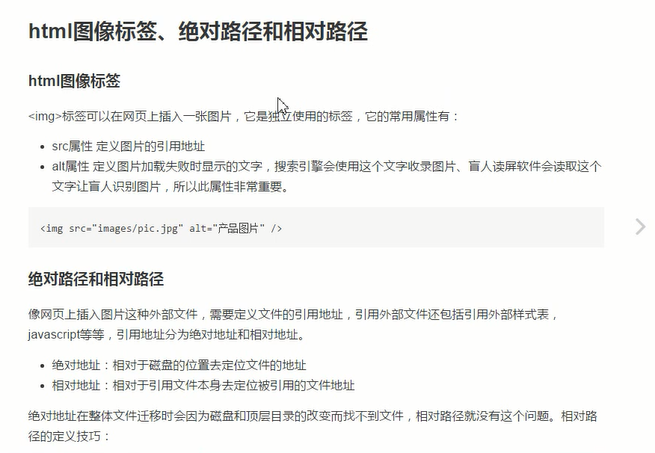 html图像标签、绝对路径和相对路径
html图像标签
<img>标签可以在网页上插入一张图片，它是独立使用的标签，它的常用属性有：
src属性 定义图片的引用地址
alt属性 定义图片加载失败时显示的文字，搜索引擎会使用这个文字收录图片、盲人读屏软件会读取这个
文字让盲人识别图片，所以此属性非常重要。
<img src="images/pic.jpg" alt="产品图片" />
绝对路径和相对路径
像网页上插入图片这种外部文件，需要定义文件的引用地址，引用外部文件还包括引用外部样式表，
javascript等等，引用地址分为绝对地址和相对地址。
绝对地址：相对于磁盘的位置去定位文件的地址
相对地址：相对于引用文件本身去定位被引用的文件地址
绝对地址在整体文件迁移时会因为磁盘和顶层目录的改变而找不到文件，相对路径就没有这个问题。相对路
径的定义技巧：